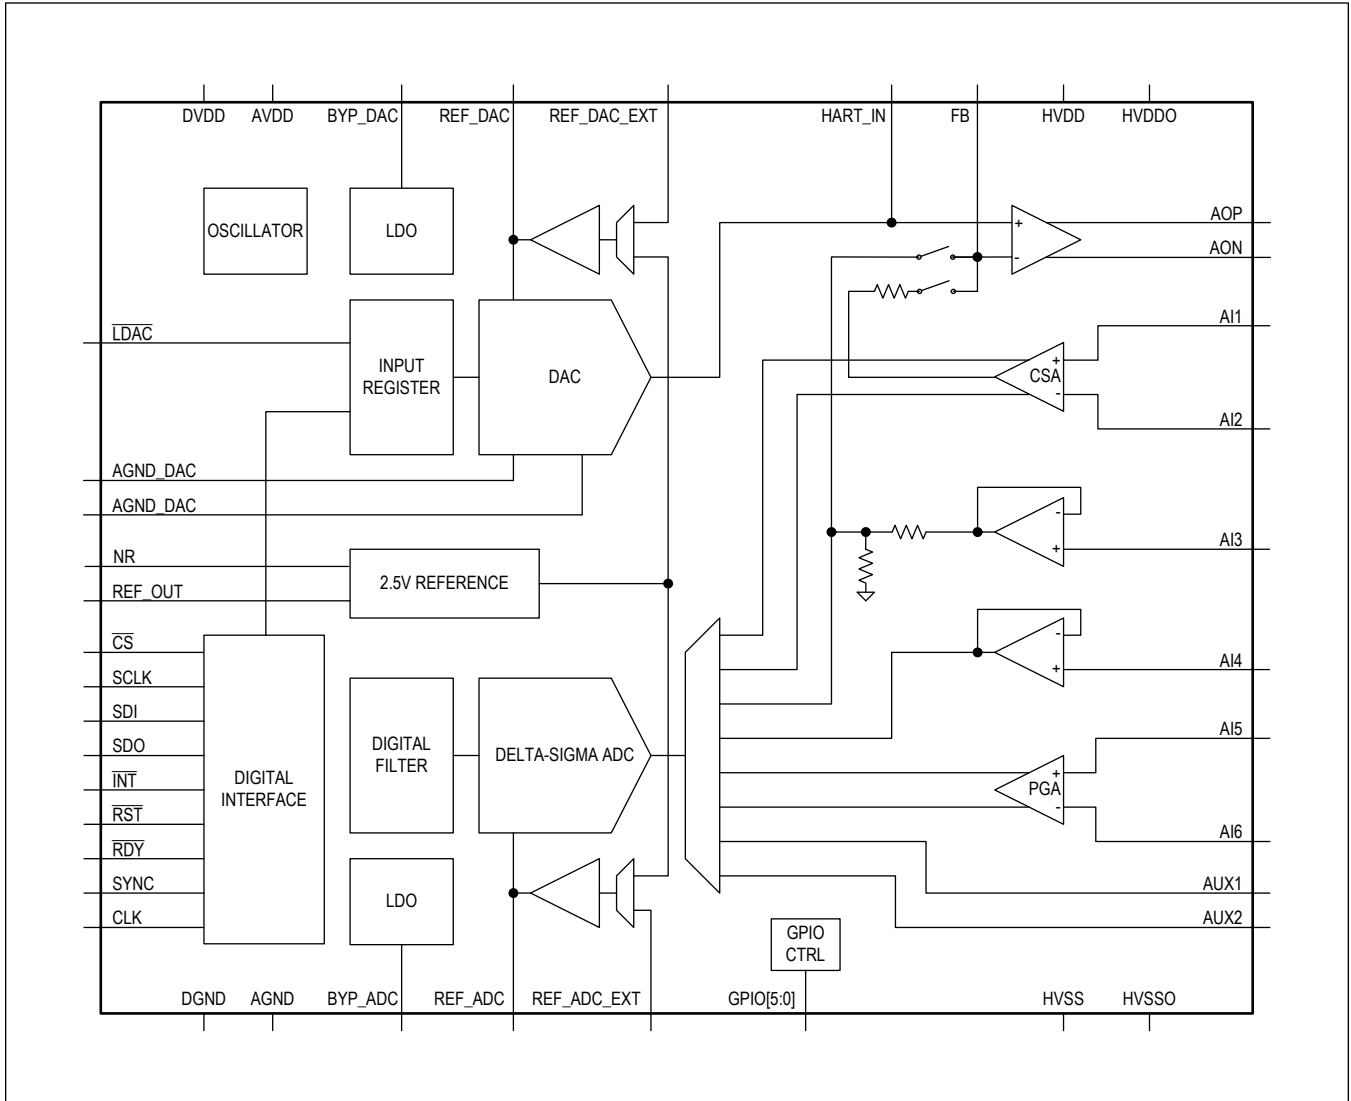 DVDD AVDD BYP_DAC REF_DAC REF_DAC_EXT HART_IN FB HVDD HVDDO
OSCILLATOR
LDO
+
-
AOP
AON
LDAC
INPUT
REGISTER
DAC
AI1
+
CSA
-
AI2
AGND_DAC
AGND_DAC
NR
REF_OUT
2.5V REFERENCE
-
+
AI3
CS
SCLK
SDI
SDO
INT
RST
RDY
SYNC
CLK
DIGITAL
INTERFACE
DIGITAL
FILTER
DELTA-SIGMA ADC
LDO
-
+
AI4
AI5
+
PGA
-
AI6
AUX1
AUX2
GPIO
CTRL
DGND AGND BYP_ADC REF_ADC REF_ADC_EXT GPIO[5:0] HVSS HVSSO